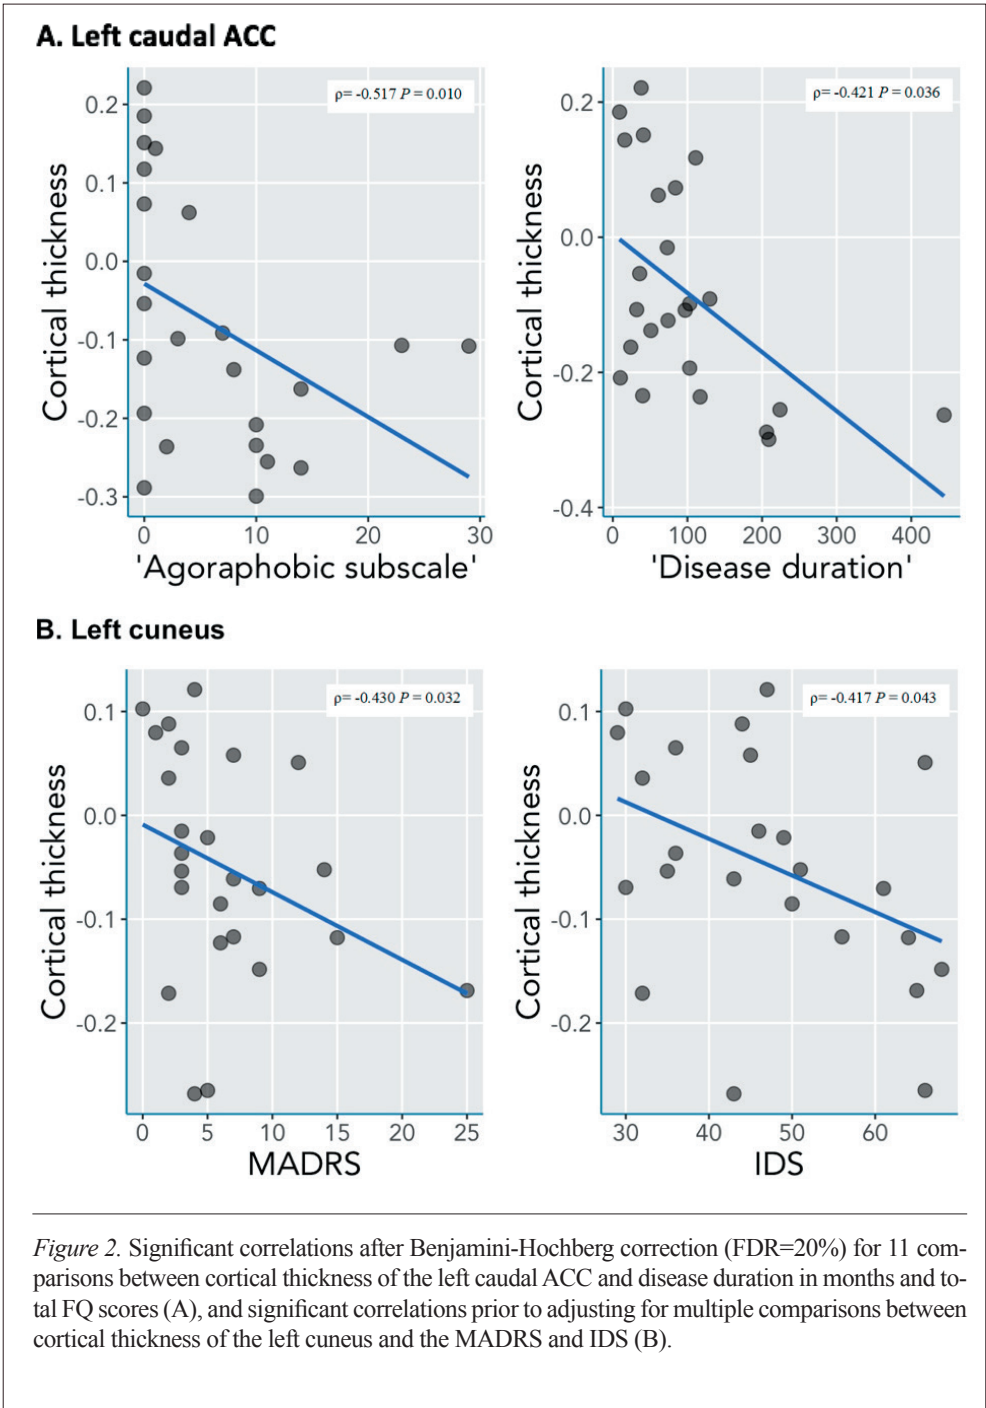 A. Left caudal ACC
ρ= -0.517 P = 0.010
Cortical thickness
0.2
0.1
0.0
-0.1
-0.2
-0.3
0 10 20 30
'Agoraphobic subscale'
ρ= -0.421 P = 0.036
Cortical thickness
0.2
0.0
-0.2
-0.4
0 100 200 300 400
'Disease duration'
B. Left cuneus
ρ= -0.430 P = 0.032
Cortical thickness
0.1
0.0
-0.1
-0.2
0 5 10 15 20 25
MADRS
ρ= -0.417 P = 0.043
Cortical thickness
0.1
0.0
-0.1
-0.2
30 40 50 60
IDS
Figure 2. Significant correlations after Benjamini-Hochberg correction (FDR=20%) for 11 com-
parisons between cortical thickness of the left caudal ACC and disease duration in months and to-
tal FQ scores (A), and significant correlations prior to adjusting for multiple comparisons between
cortical thickness of the left cuneus and the MADRS and IDS (B).